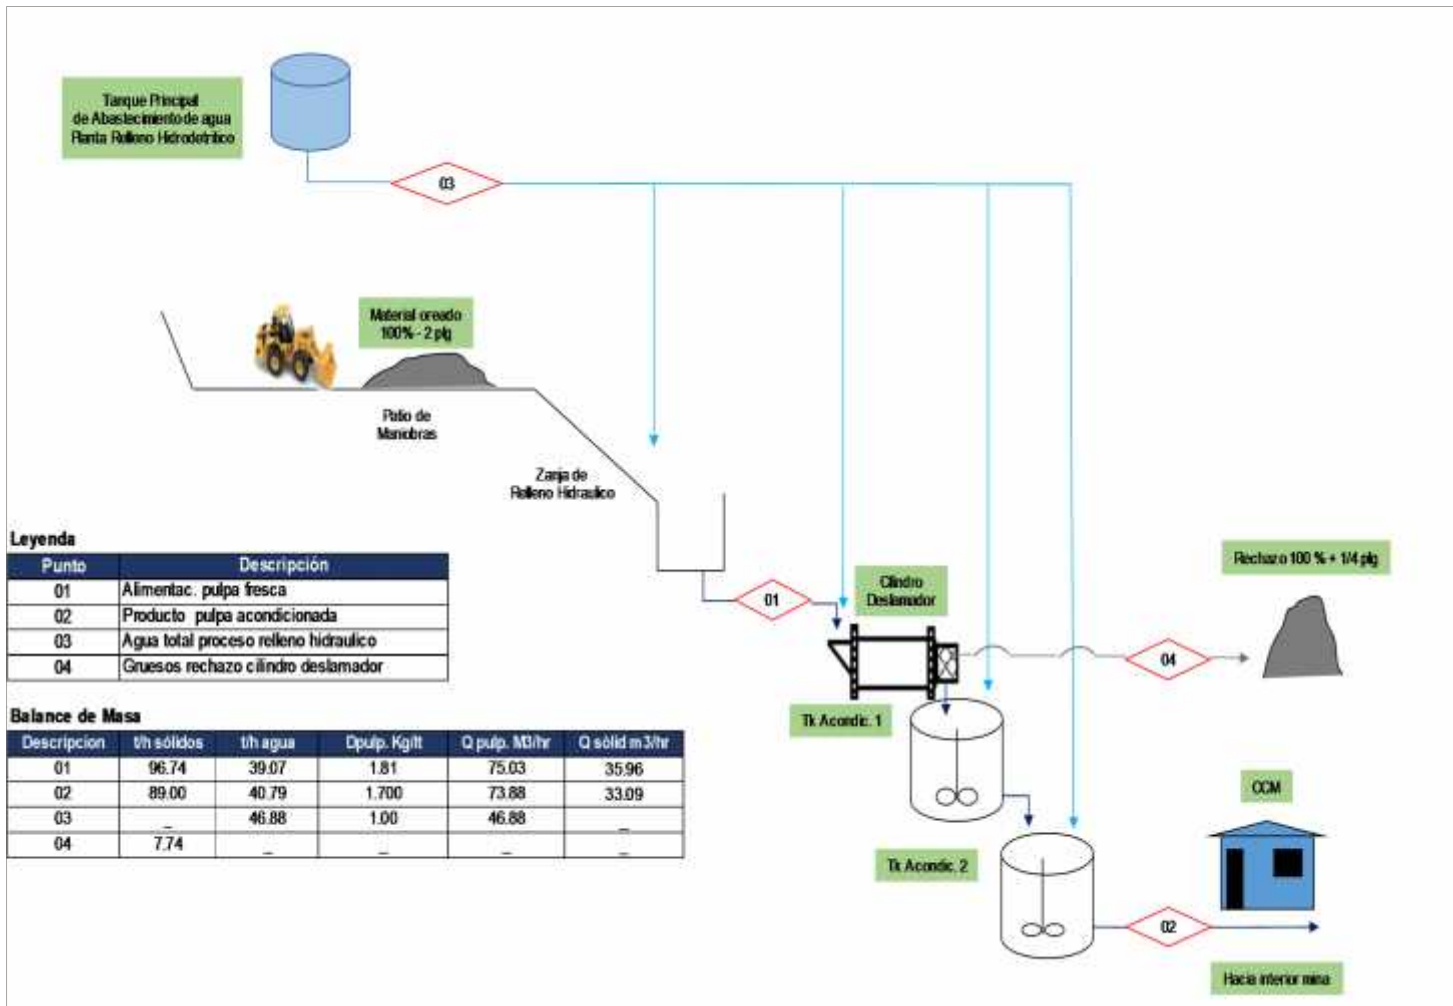 Tanque Principal
de Abastecimiento de agua
Planta Relleno Hidrodetrítico
03
Material oreado
100% - 2 plg
Patio de
Maniobras
Zanja de
Relleno Hidraulico
Leyenda
Punto Descripción
01 Alimentac. pulpa fresca
02 Producto pulpa acondicionada
03 Agua total proceso relleno hidraulico
04 Gruesos rechazo cilindro deslamador
01
Cilindro
Deslamador
Rechazo 100 % + 1/4 plg
04
Tk Acondic. 1
Balance de Masa
Descripcion t/h sólidos t/h agua Dpulp. Kg/lt Q pulp. M3/hr Q sòlid m3/hr
01 96.74 39.07 1.81 75.03 35.96
02 89.00 40.79 1.700 73.88 33.09
03 _ 46.88 1.00 46.88 _
04 7.74 _ _ _ _
CCM
Tk Acondic. 2
02
Hacia interior mina